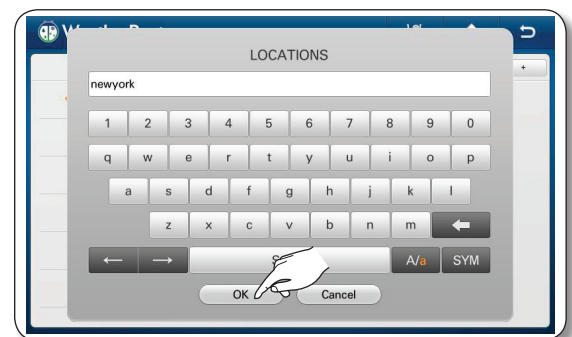 LOCATIONS
+
newyork
1 2 3 4 5 6 7 8 9 0
q w e r t y u i o p
a s d f g h j k l
z x c v b n m
A/a SYM
OK Cancel